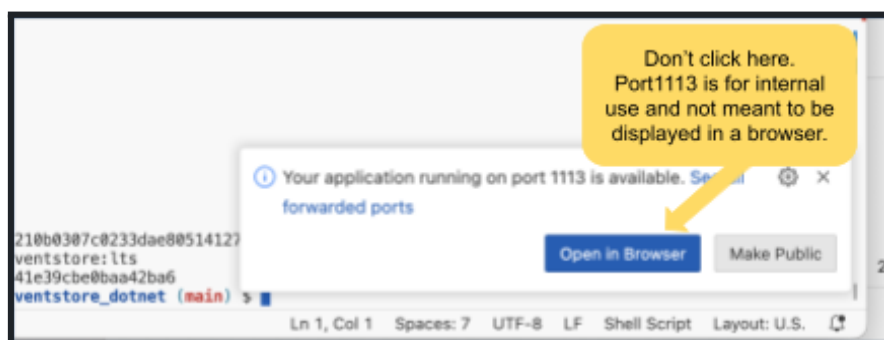 Don't click here.
Port1113 is for internal
use and not meant to be
displayed in a browser.
Your application running on port 1113 is available.
forwarded ports
210b0307c0233dae80514127
ventstore:lts
41e39cbe0baa42ba6
ventstore_dotnet (main) $
Open in Browser Make Public
2
Ln 1, Col 1 Spaces: 7 UTF-8 LF Shell Script Layout: U.S.